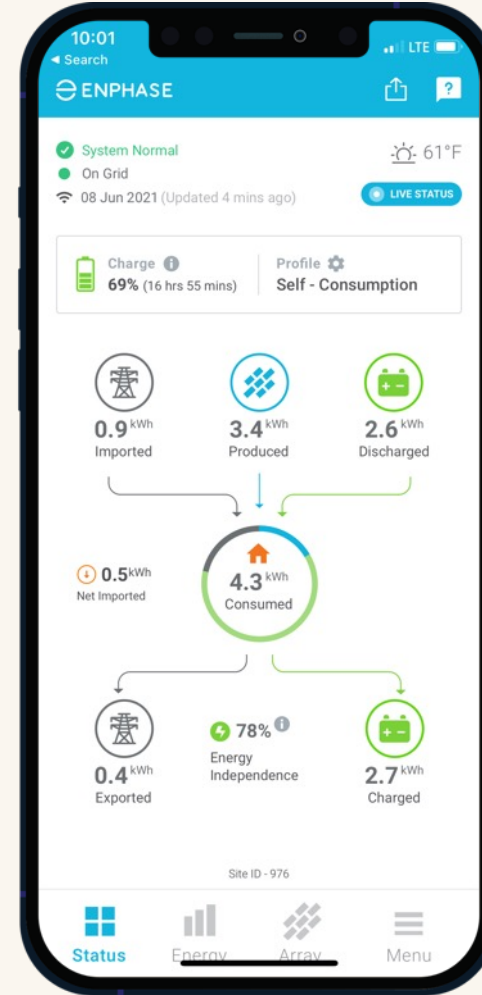 10:01
LTE
Search
ENPHASE
?
System Normal
61°F
On Grid
08 Jun 2021 (Updated 4 mins ago)
LIVE STATUS
Charge i
Profile
69% (16 hrs 55 mins)
Self - Consumption
0.9 kWh
Imported
3.4 kWh
Produced
2.6 kWh
Discharged
0.5 kWh
Net Imported
4.3 kWh
Consumed
0.4 kWh
Exported
78% i
Energy
Independence
2.7 kWh
Charged
Site ID - 976
Status
Energy
Array
Menu